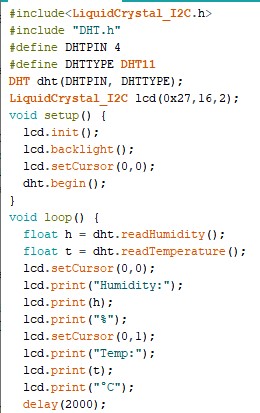 #include<LiquidCrystal_I2C.h>
#include "DHT.h"
#define DHTPIN 4
#define DHTTYPE DHT11
DHT dht(DHTPIN, DHTTYPE);
LiquidCrystal_I2C lcd(0x27,16,2);
void setup() {
  lcd.init();
  lcd.backlight();
  lcd.setCursor(0,0);
  dht.begin();
}
void loop() {
  float h = dht.readHumidity();
  float t = dht.readTemperature();
  lcd.setCursor(0,0);
  lcd.print("Humidity:");
  lcd.print(h);
  lcd.print("%");
  lcd.setCursor(0,1);
  lcd.print("Temp:");
  lcd.print(t);
  lcd.print("°C");
  delay(2000);